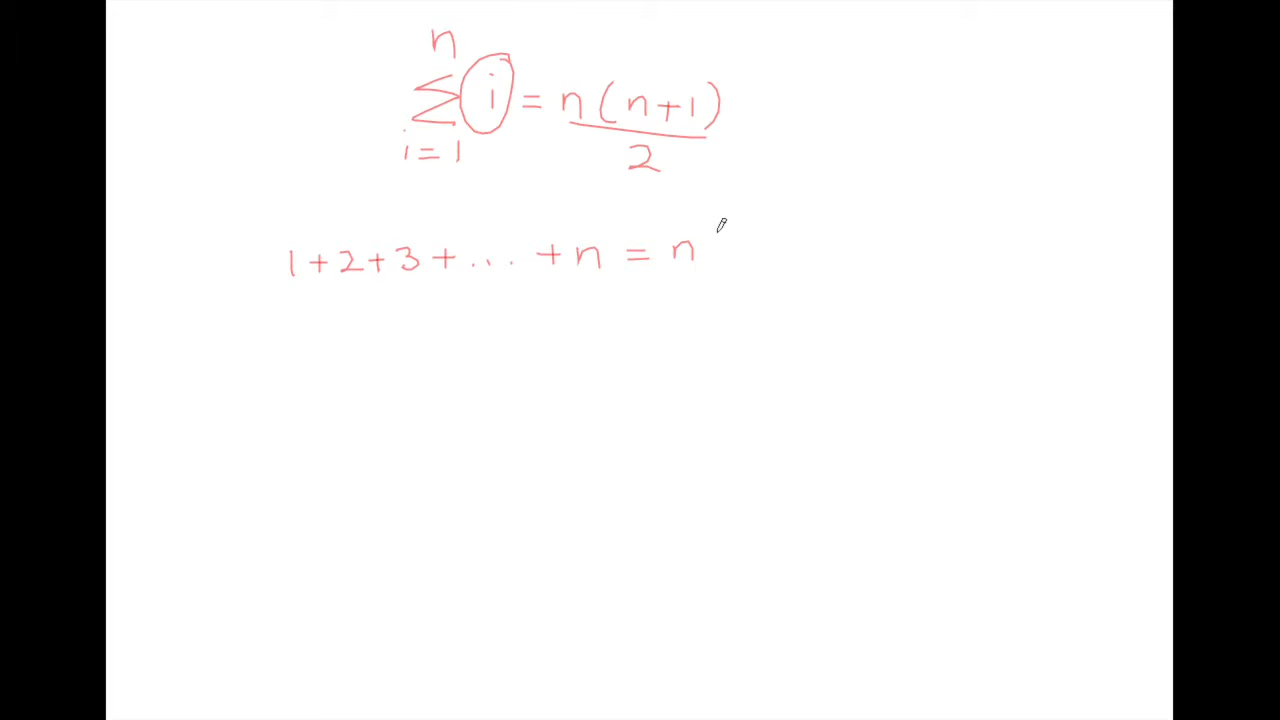 n
∑ i = n(n+1)
i=1 2
1+2+3+... +n = n